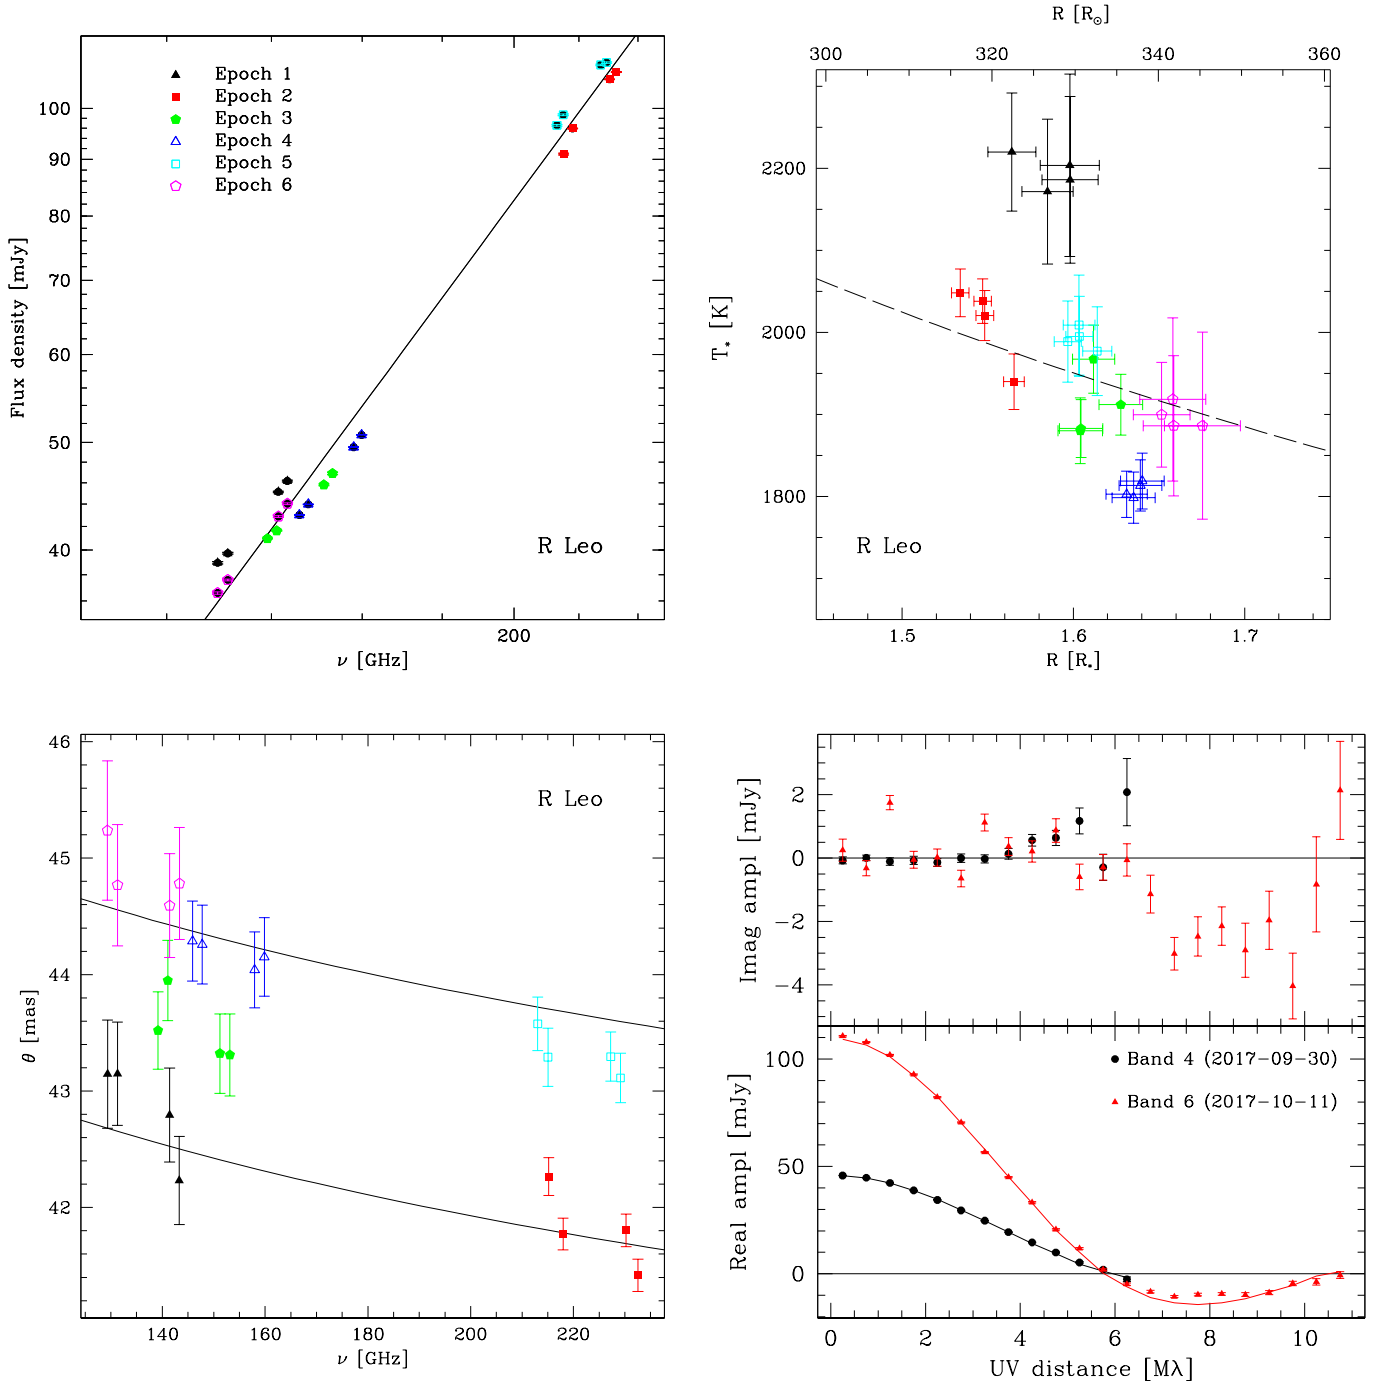 Epoch 1
Epoch 2
Epoch 3
Epoch 4
Epoch 5
Epoch 6
100
90
80
70
60
50
40
Flux density [mJy]
R Leo
200
ν [GHz]
R [R⊙]
300 320 340 360
2200
2000
1800
T* [K]
R Leo
1.5 1.6 1.7
R [R*]
46
45
44
43
42
θ [mas]
R Leo
140 160 180 200 220
ν [GHz]
2
0
−2
−4
Imag ampl [mJy]
100
50
0
Real ampl [mJy]
Band 4 (2017−09−30)
Band 6 (2017−10−11)
0 2 4 6 8 10
UV distance [Mλ]